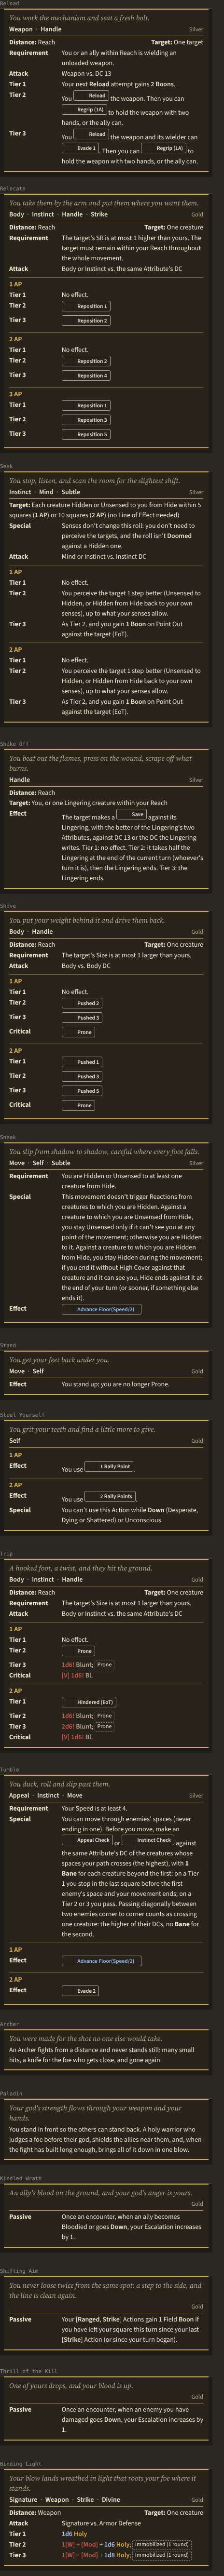 Reload
You work the mechanism and seat a fresh bolt.
Weapon · Handle Silver
Distance: Reach Target: One target
Requirement You or an ally within Reach is wielding an
unloaded weapon.
Attack Weapon vs. DC 13
Tier 1 Your next Reload attempt gains 2 Boons.
Tier 2 You Reload the weapon. Then you can
Regrip (1A) to hold the weapon with two
hands, or the ally can.
Tier 3 You Reload the weapon and its wielder can
Evade 1 . Then you can Regrip (1A) to
hold the weapon with two hands, or the ally can.
Relocate
You take them by the arm and put them where you want them.
Body · Instinct · Handle · Strike Gold
Distance: Reach Target: One creature
Requirement The target's SR is at most 1 higher than yours. The
target must remain within your Reach throughout
the whole movement.
Attack Body or Instinct vs. the same Attribute's DC
1 AP
Tier 1 No effect.
Tier 2 Reposition 1
Tier 3 Reposition 2
2 AP
Tier 1 No effect.
Tier 2 Reposition 2
Tier 3 Reposition 4
3 AP
Tier 1 Reposition 1
Tier 2 Reposition 3
Tier 3 Reposition 5
Seek
You stop, listen, and scan the room for the slightest shift.
Instinct · Mind · Subtle Silver
Target: Each creature Hidden or Unsensed to you from Hide within 5
squares (1 AP) or 10 squares (2 AP) (no Line of Effect needed)
Special Senses don't change this roll: you don't need to
perceive the targets, and the roll isn't Doomed
against a Hidden one.
Attack Mind or Instinct vs. Instinct DC
1 AP
Tier 1 No effect.
Tier 2 You perceive the target 1 step better (Unsensed to
Hidden, or Hidden from Hide back to your own
senses), up to what your senses allow.
Tier 3 As Tier 2, and you gain 1 Boon on Point Out
against the target (EoT).
2 AP
Tier 1 No effect.
Tier 2 You perceive the target 1 step better (Unsensed to
Hidden, or Hidden from Hide back to your own
senses), up to what your senses allow.
Tier 3 As Tier 2, and you gain 1 Boon on Point Out
against the target (EoT).
Shake Off
You beat out the flames, press on the wound, scrape off what
burns.
Handle Silver
Distance: Reach
Target: You, or one Lingering creature within your Reach
Effect The target makes a Save against its
Lingering, with the better of the Lingering's two
Attributes, against DC 13 or the DC the Lingering
writes. Tier 1: no effect. Tier 2: it takes half the
Lingering at the end of the current turn (whoever's
turn it is), then the Lingering ends. Tier 3: the
Lingering ends.
Shove
You put your weight behind it and drive them back.
Body · Handle Gold
Distance: Reach Target: One creature
Requirement The target's Size is at most 1 larger than yours.
Attack Body vs. Body DC
1 AP
Tier 1 No effect.
Tier 2 Pushed 2
Tier 3 Pushed 3
Critical Prone
2 AP
Tier 1 Pushed 1
Tier 2 Pushed 3
Tier 3 Pushed 5
Critical Prone
Sneak
You slip from shadow to shadow, careful where every foot falls.
Move · Self · Subtle Silver
Requirement You are Hidden or Unsensed to at least one
creature from Hide.
Special This movement doesn't trigger Reactions from
creatures to which you are Hidden. Against a
creature to which you are Unsensed from Hide,
you stay Unsensed only if it can't see you at any
point of the movement; otherwise you are Hidden
to it. Against a creature to which you are Hidden
from Hide, you stay Hidden during the movement;
if you end it without High Cover against that
creature and it can see you, Hide ends against it at
the end of your turn (or sooner, if something else
ends it).
Effect Advance Floor(Speed/2)
Stand
You get your feet back under you.
Move · Self Gold
Effect You stand up: you are no longer Prone.
Steel Yourself
You grit your teeth and find a little more to give.
Self Gold
1 AP
Effect You use 1 Rally Point .
2 AP
Effect You use 2 Rally Points .
Special You can't use this Action while Down (Desperate,
Dying or Shattered) or Unconscious.
Trip
A hooked foot, a twist, and they hit the ground.
Body · Instinct · Handle Gold
Distance: Reach Target: One creature
Requirement The target's Size is at most 1 larger than yours.
Attack Body or Instinct vs. the same Attribute's DC
1 AP
Tier 1 No effect.
Tier 2 Prone
Tier 3 1d6! Blunt; Prone
Critical [V] 1d6! Bl.
2 AP
Tier 1 Hindered (EoT)
Tier 2 1d6! Blunt; Prone
Tier 3 2d6! Blunt; Prone
Critical [V] 1d6! Bl.
Tumble
You duck, roll and slip past them.
Appeal · Instinct · Move Silver
Requirement Your Speed is at least 4.
Special You can move through enemies' spaces (never
ending in one). Before you move, make an
Appeal Check or Instinct Check against
the same Attribute's DC of the creatures whose
spaces your path crosses (the highest), with 1
Bane for each creature beyond the first: on a Tier
1 you stop in the last square before the first
enemy's space and your movement ends; on a
Tier 2 or 3 you pass. Passing diagonally between
two enemies corner to corner counts as crossing
one creature: the higher of their DCs, no Bane for
the second.
1 AP
Effect Advance Floor(Speed/2)
2 AP
Effect Evade 2
Archer
You were made for the shot no one else would take.
An Archer fights from a distance and never stands still: many small
hits, a knife for the foe who gets close, and gone again.
Paladin
Your god's strength flows through your weapon and your
hands.
You stand in front so the others can stand back. A holy warrior who
judges a foe before their god, shields the allies near them, and, when
the fight has built long enough, brings all of it down in one blow.
Kindled Wrath
An ally's blood on the ground, and your god's anger is yours.
Gold
Passive Once an encounter, when an ally becomes
Bloodied or goes Down, your Escalation increases
by 1.
Shifting Aim
You never loose twice from the same spot: a step to the side, and
the line is clean again.
Gold
Passive Your [Ranged, Strike] Actions gain 1 Field Boon if
you have left your square this turn since your last
[Strike] Action (or since your turn began).
Thrill of the Kill
One of yours drops, and your blood is up.
Gold
Passive Once an encounter, when an enemy you have
damaged goes Down, your Escalation increases by
1.
Binding Light
Your blow lands wreathed in light that roots your foe where it
stands.
Signature · Weapon · Strike · Divine Gold
Distance: Weapon Target: One creature
Attack Signature vs. Armor Defense
Tier 1 1d6 Holy
Tier 2 1[W] + [Mod] + 1d6 Holy; Immobilized (1 round)
Tier 3 1[W] + [Mod] + 1d8 Holy; Immobilized (1 round)